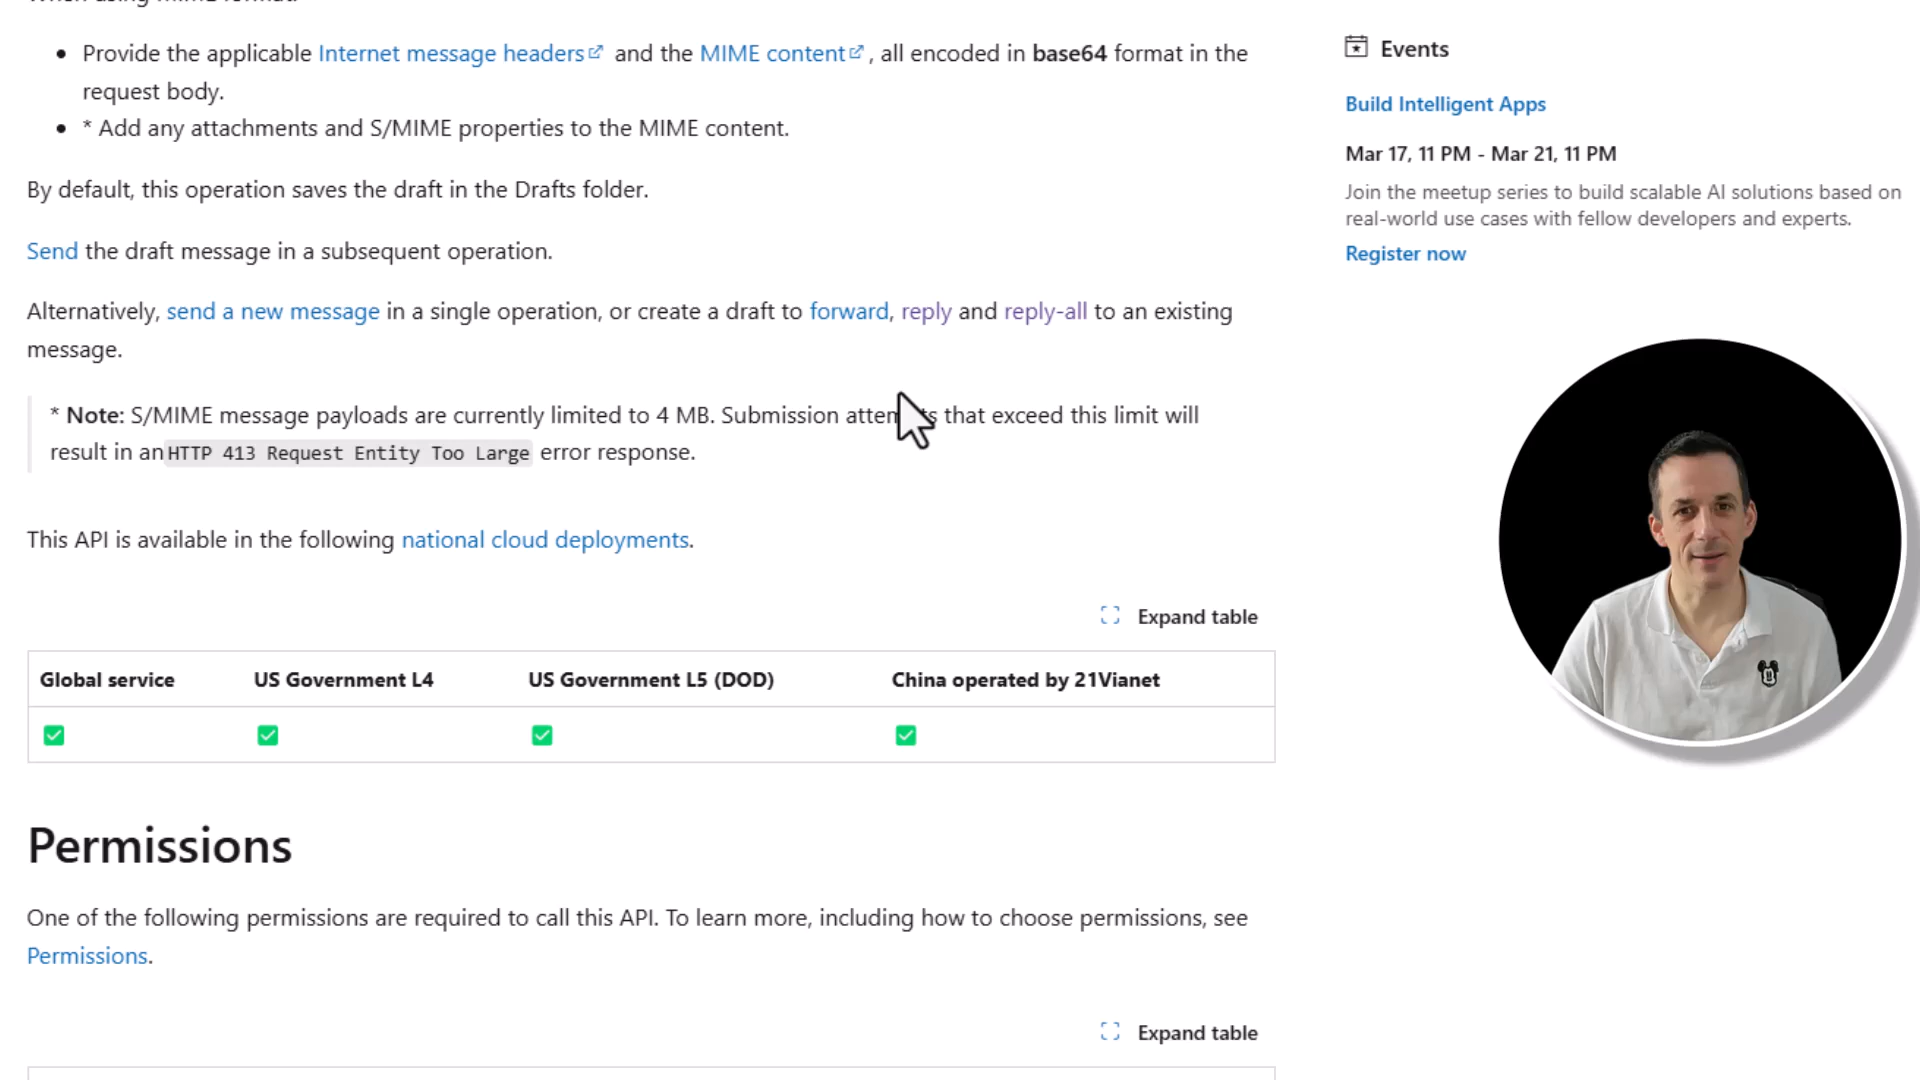 Provide the applicable Internet message headers and the MIME content, all encoded in base64 format in the
request body.
* Add any attachments and S/MIME properties to the MIME content.
By default, this operation saves the draft in the Drafts folder.
Send the draft message in a subsequent operation.
Alternatively, send a new message in a single operation, or create a draft to forward, reply and reply-all to an existing
message.
* Note: S/MIME message payloads are currently limited to 4 MB. Submission attempts that exceed this limit will
result in an HTTP 413 Request Entity Too Large error response.
This API is available in the following national cloud deployments.
Expand table
Global service US Government L4 US Government L5 (DOD) China operated by 21Vianet
Permissions
One of the following permissions are required to call this API. To learn more, including how to choose permissions, see
Permissions.
Expand table
Events
Build Intelligent Apps
Mar 17, 11 PM - Mar 21, 11 PM
Join the meetup series to build scalable AI solutions based on
real-world use cases with fellow developers and experts.
Register now